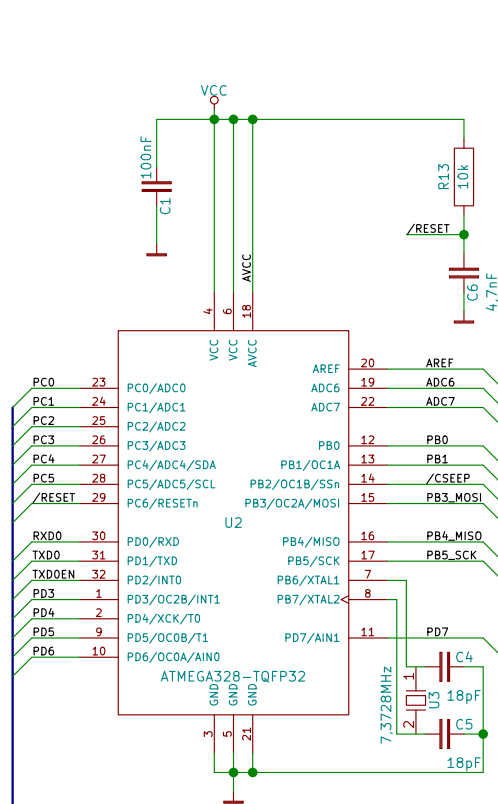 VCC
100nF
C1
R13
10k
/RESET
C6
4,7nF
AVCC
4
6
18
VCC
VCC
AVCC
AREF 20 AREF
PC0 23 PC0/ADC0
ADC6 19 ADC6
PC1 24 PC1/ADC1
ADC7 22 ADC7
PC2 25 PC2/ADC2
PC3 26 PC3/ADC3
PB0 12 PB0
PC4 27 PC4/ADC4/SDA
PB1/OC1A 13 PB1
PC5 28 PC5/ADC5/SCL
PB2/OC1B/SSn 14 /CSEEP
/RESET 29 PC6/RESETn
PB3/OC2A/MOSI 15 PB3_MOSI
U2
RXD0 30 PD0/RXD
PB4/MISO 16 PB4_MISO
TXD0 31 PD1/TXD
PB5/SCK 17 PB5_SCK
TXD0EN 32 PD2/INT0
PB6/XTAL1 7
PD3 1 PD3/OC2B/INT1
PB7/XTAL2 8
PD4 2 PD4/XCK/T0
PD5 9 PD5/OC0B/T1
PD7/AIN1 11 PD7
PD6 10 PD6/OC0A/AIN0
ATMEGA328-TQFP32
GND
GND
GND
3
5
21
7,3728MHz
1
2
U3
C4
18pF
C5
18pF